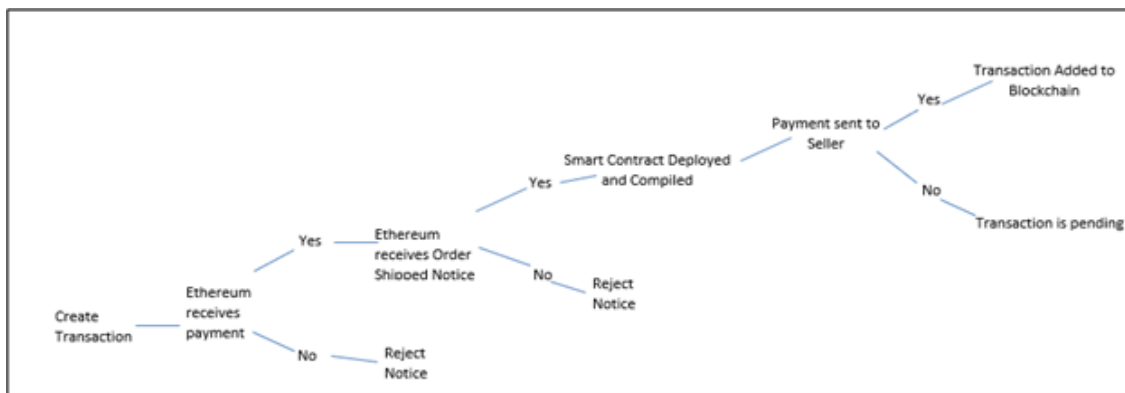 Transaction Added to
Blockchain
Yes
Payment sent to
Seller
No
Transaction is pending
Smart Contract Deployed
and Compiled
Yes
Ethereum
receives Order
Shipped Notice
No
Reject
Notice
Yes
Ethereum
receives
payment
No
Reject
Notice
Create
Transaction